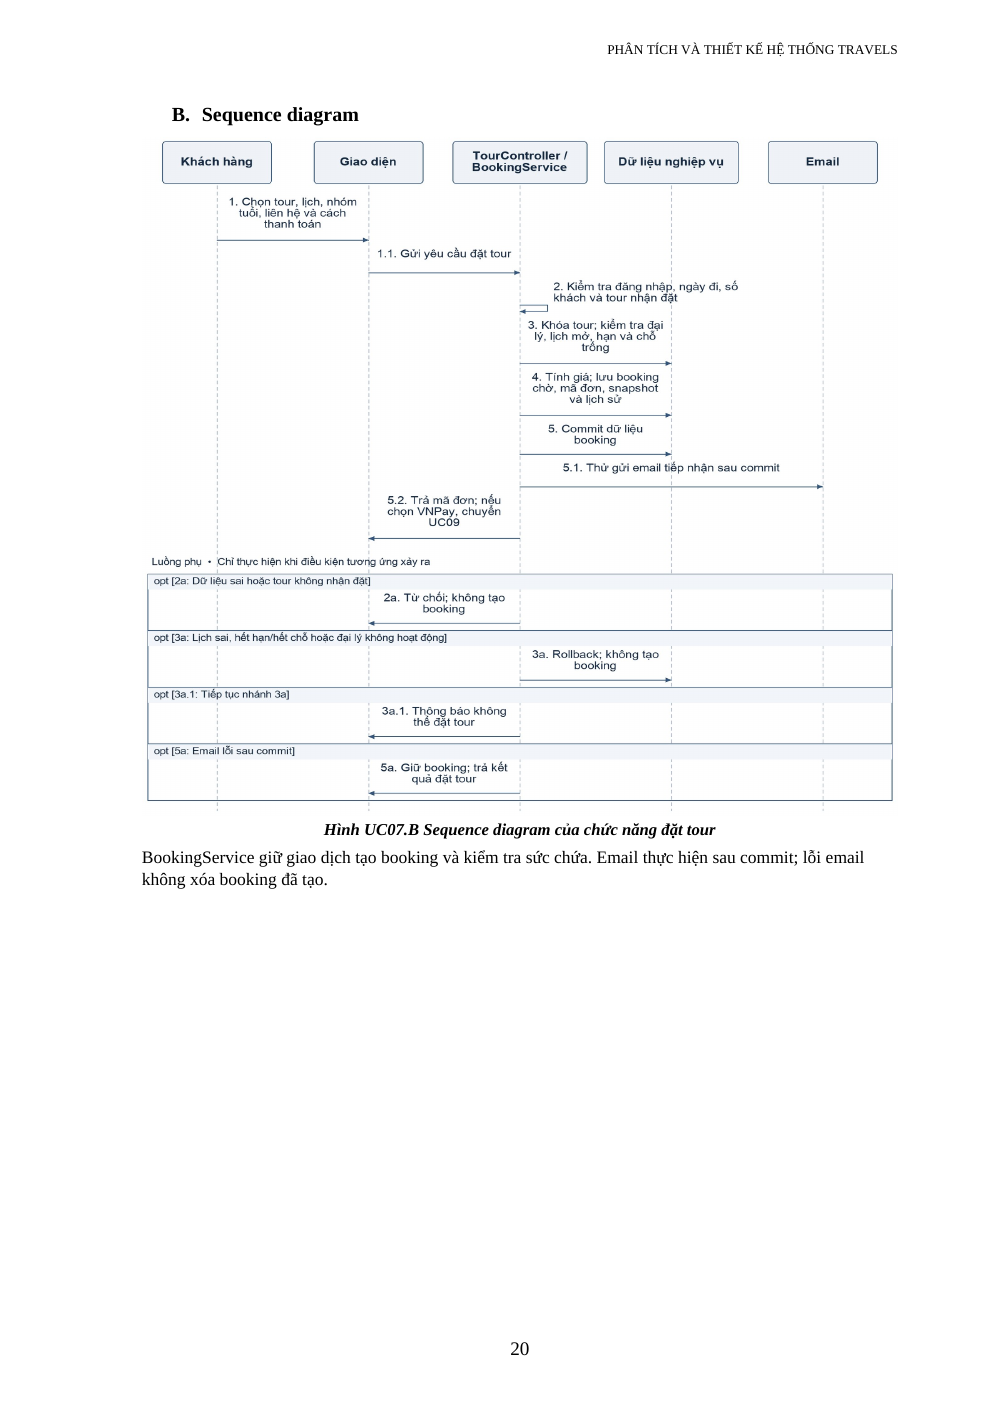 PHÂN TÍCH VÀ THIẾT KẾ HỆ THỐNG TRAVELS
B. Sequence diagram
Khách hàng
Giao diện
TourController /
BookingService
Dữ liệu nghiệp vụ
Email
1. Chọn tour, lịch, nhóm
tuổi, liên hệ và cách
thanh toán
1.1. Gửi yêu cầu đặt tour
2. Kiểm tra đăng nhập, ngày đi, số
khách và tour nhận đặt
3. Khóa tour; kiểm tra đại
lý, lịch mở, hạn và chỗ
trống
4. Tính giá; lưu booking
chờ, mã đơn, snapshot
và lịch sử
5. Commit dữ liệu
booking
5.1. Thử gửi email tiếp nhận sau commit
5.2. Trả mã đơn; nếu
chọn VNPay, chuyển
UC09
Luồng phụ • Chỉ thực hiện khi điều kiện tương ứng xảy ra
opt [2a: Dữ liệu sai hoặc tour không nhận đặt]
2a. Từ chối; không tạo
booking
opt [3a: Lịch sai, hết hạn/hết chỗ hoặc đại lý không hoạt động]
3a. Rollback; không tạo
booking
opt [3a.1: Tiếp tục nhánh 3a]
3a.1. Thông báo không
thể đặt tour
opt [5a: Email lỗi sau commit]
5a. Giữ booking; trả kết
quả đặt tour
Hình UC07.B Sequence diagram của chức năng đặt tour
BookingService giữ giao dịch tạo booking và kiểm tra sức chứa. Email thực hiện sau commit; lỗi email
không xóa booking đã tạo.
20